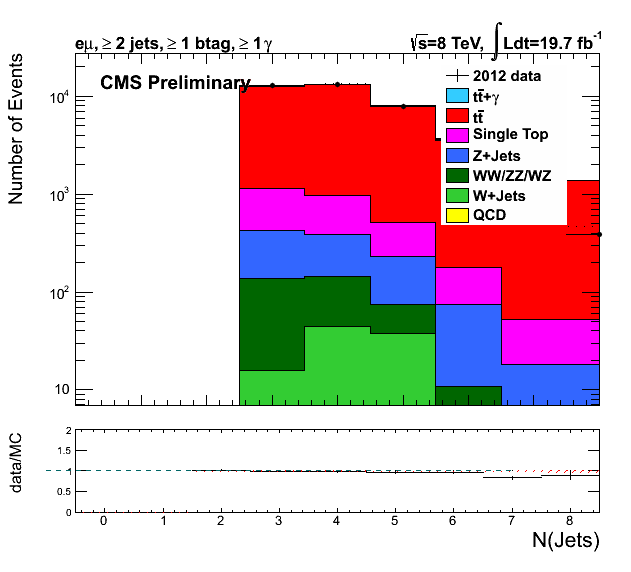 eμ, ≥ 2 jets, ≥ 1 btag, ≥ 1γ
√s=8 TeV, ∫Ldt=19.7 fb⁻¹
CMS Preliminary
2012 data
tt̄+γ
tt̄
Single Top
Z+Jets
WW/ZZ/WZ
W+Jets
QCD
Number of Events
10⁴
10³
10²
10
data/MC
2
1.5
1
0.5
0
0 1 2 3 4 5 6 7 8
N(Jets)